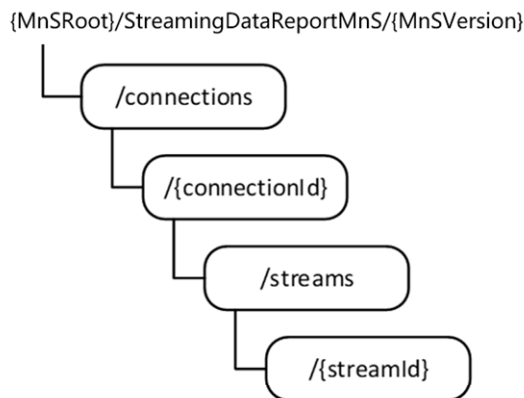 {MnSRoot}/StreamingDataReportMnS/{MnSVersion}
/connections
/{connectionId}
/streams
/{streamId}